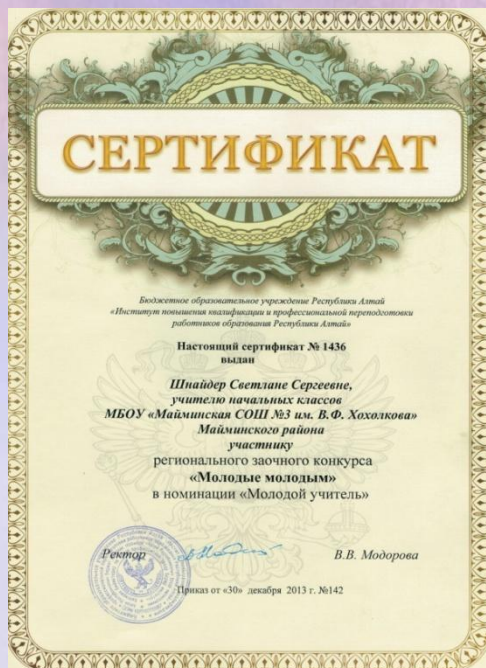 СЕРТИФИКАТ
Бюджетное образовательное учреждение Республики Алтай
«Институт повышения квалификации и профессиональной переподготовки
работников образования Республики Алтай»
Настоящий сертификат № 1436
выдан
Шнайдер Светлане Сергеевне,
учителю начальных классов
МБОУ «Майминская СОШ №3 им. В.Ф. Хохолкова»
Майминского района
участнику
регионального заочного конкурса
«Молодые молодым»
в номинации «Молодой учитель»
Ректор В.В. Модорова
Приказ от «30» декабря 2013 г. №142